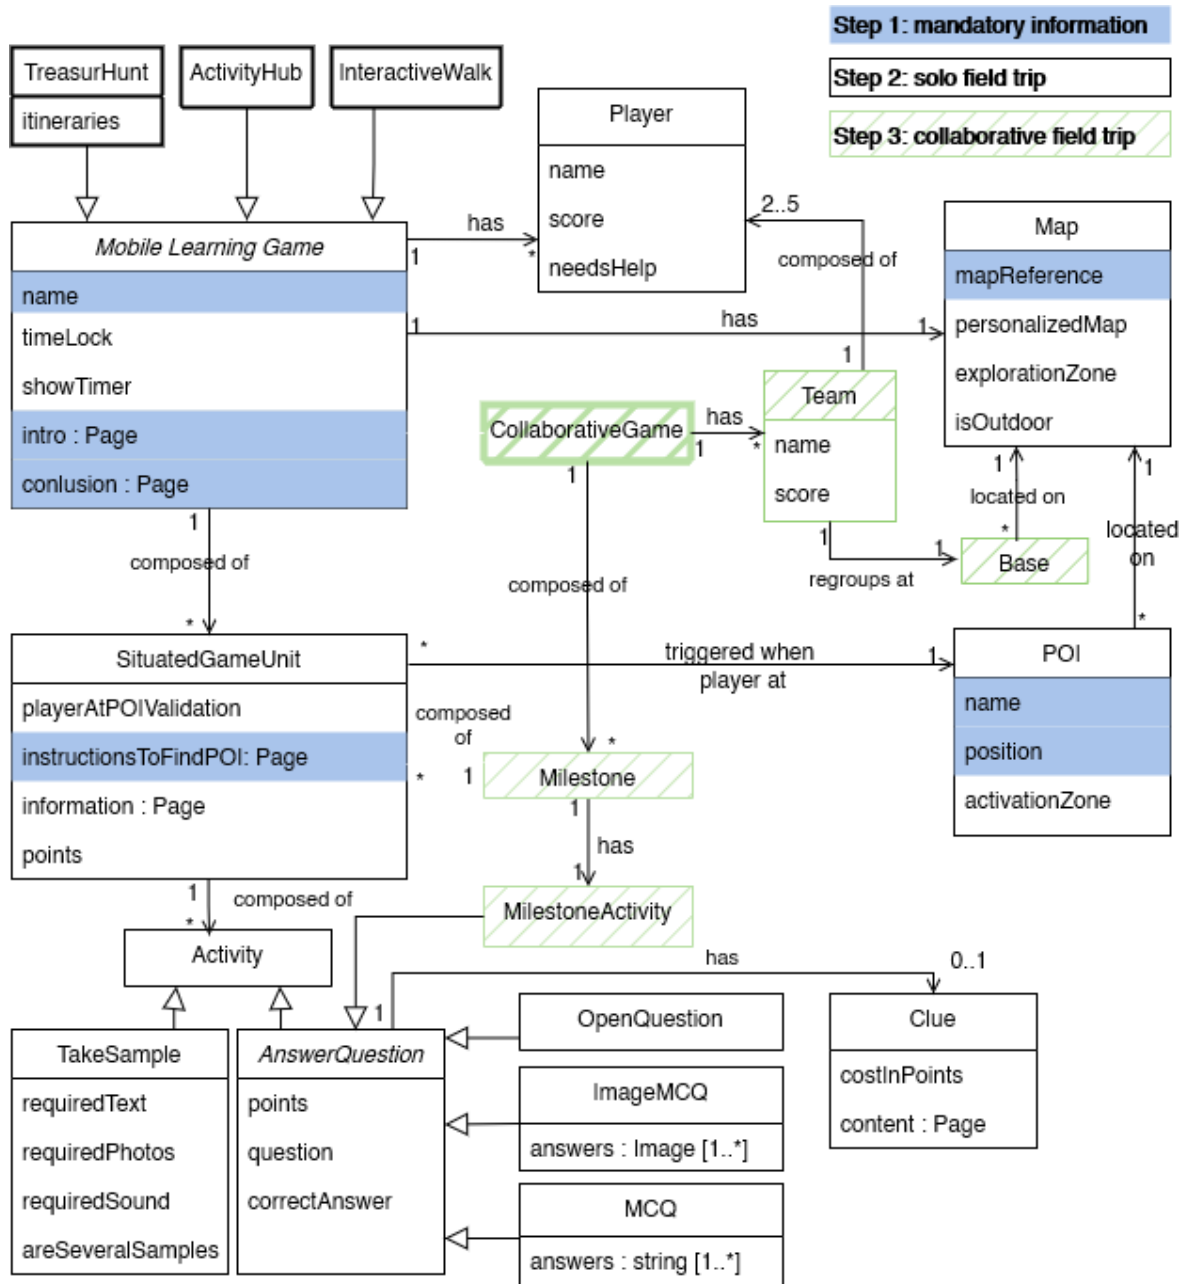 Step 1: mandatory information
Step 2: solo field trip
Step 3: collaborative field trip
TreasurHunt
itineraries
ActivityHub
InteractiveWalk
Player
name
score
needsHelp
has
1
*
2..5
composed of
1
Mobile Learning Game
name
timeLock
showTimer
intro : Page
conlusion : Page
1
has
1
Map
mapReference
personalizedMap
explorationZone
isOutdoor
CollaborativeGame
has
1
*
Team
name
score
1
regroups at
1
Base
*
located on
1
located
on
1
*
1
composed of
*
1
composed of
*
SituatedGameUnit
playerAtPOIValidation
instructionsToFindPOI: Page
information : Page
points
*
triggered when
player at
1
POI
name
position
activationZone
composed
of
*
1
Milestone
1
has
1
MilestoneActivity
1
composed of
*
Activity
TakeSample
requiredText
requiredPhotos
requiredSound
areSeveralSamples
AnswerQuestion
points
question
correctAnswer
1
has
0..1
OpenQuestion
ImageMCQ
answers : Image [1..*]
MCQ
answers : string [1..*]
Clue
costInPoints
content : Page